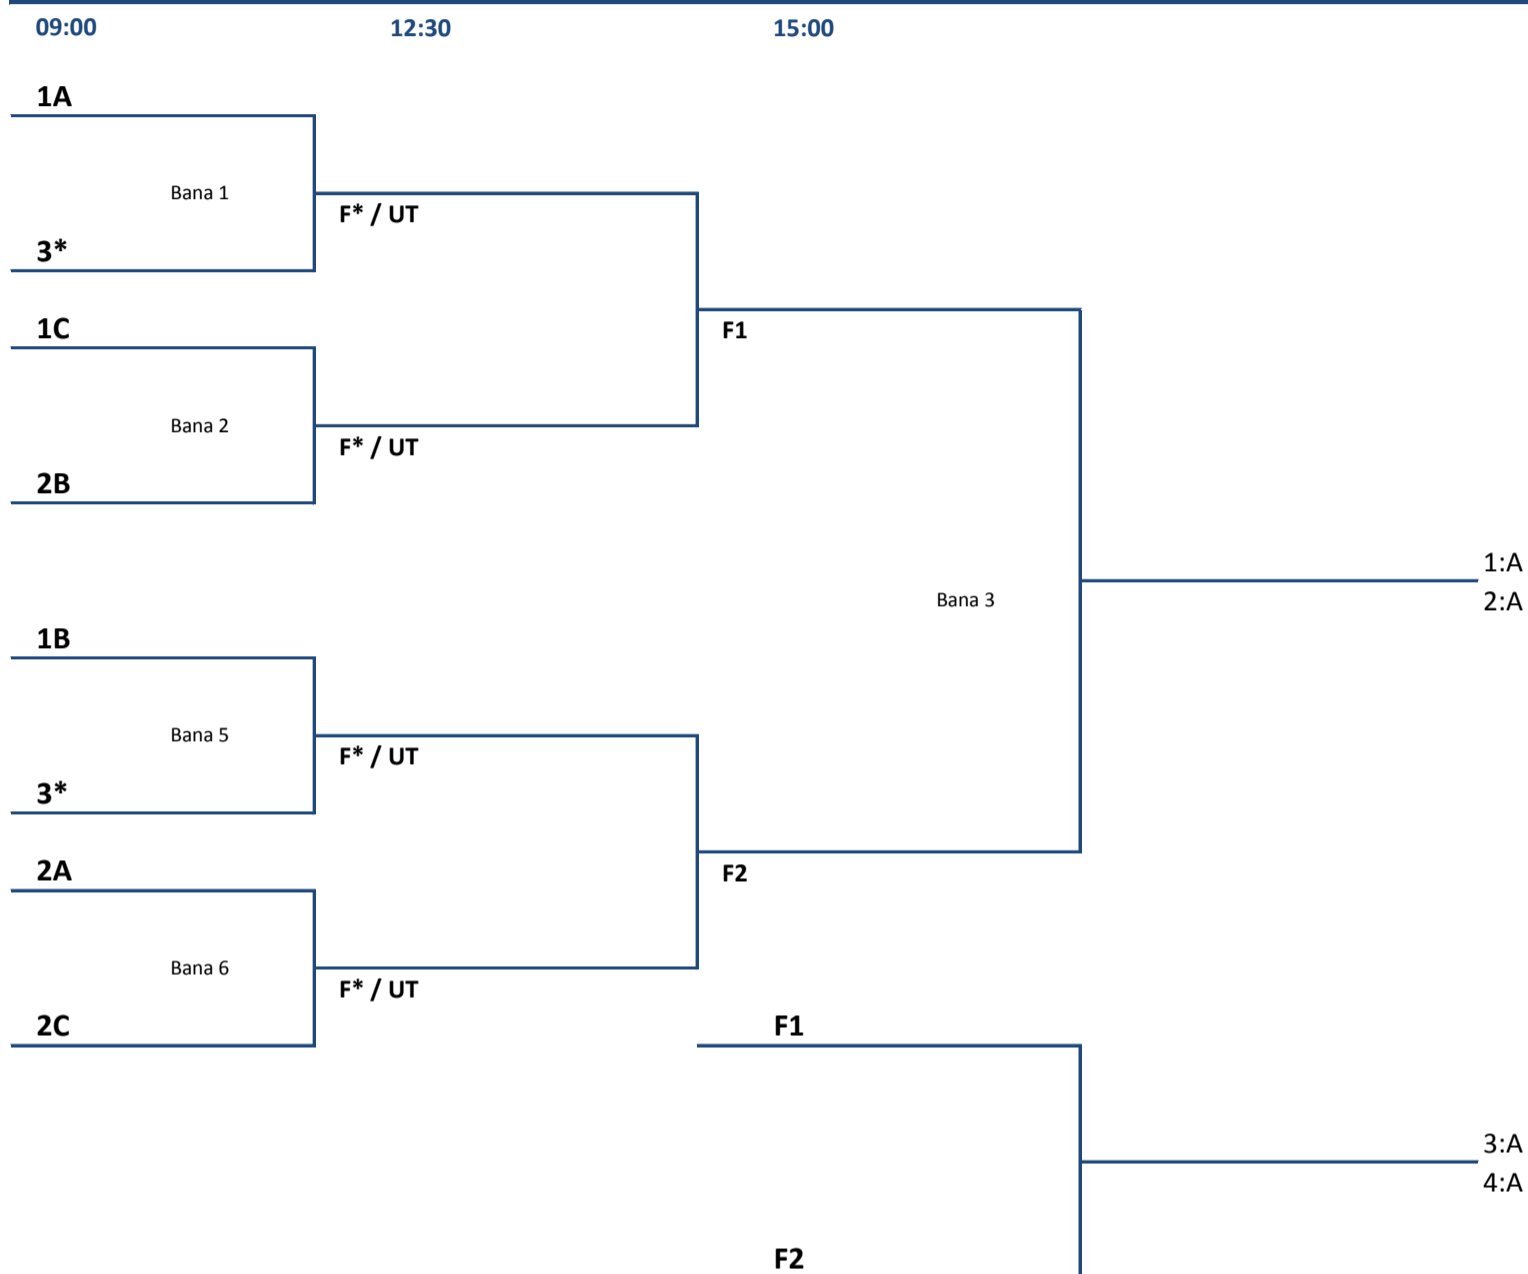 09:00 12:30 15:00
1A
Bana 1
F* / UT
3*
1C
F1
Bana 2
F* / UT
2B
1:A
Bana 3
2:A
1B
Bana 5
F* / UT
3*
2A
F2
Bana 6
F* / UT
2C
F1
3:A
4:A
F2